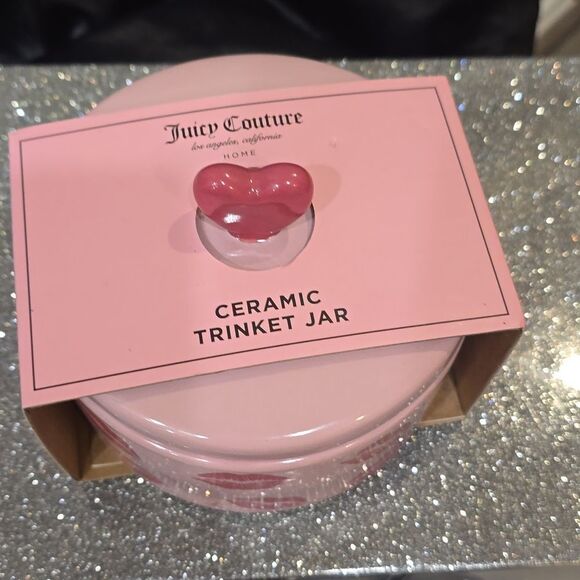 Juicy Couture
los angeles, california
HOME
CERAMIC
TRINKET JAR